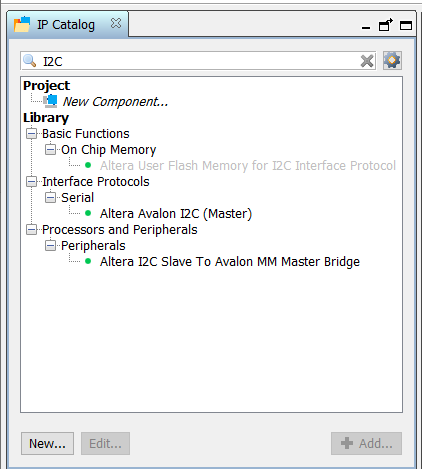 IP Catalog
I2C
Project
New Component...
Library
Basic Functions
On Chip Memory
Altera User Flash Memory for I2C Interface Protocol
Interface Protocols
Serial
Altera Avalon I2C (Master)
Processors and Peripherals
Peripherals
Altera I2C Slave To Avalon MM Master Bridge
New... Edit... Add...